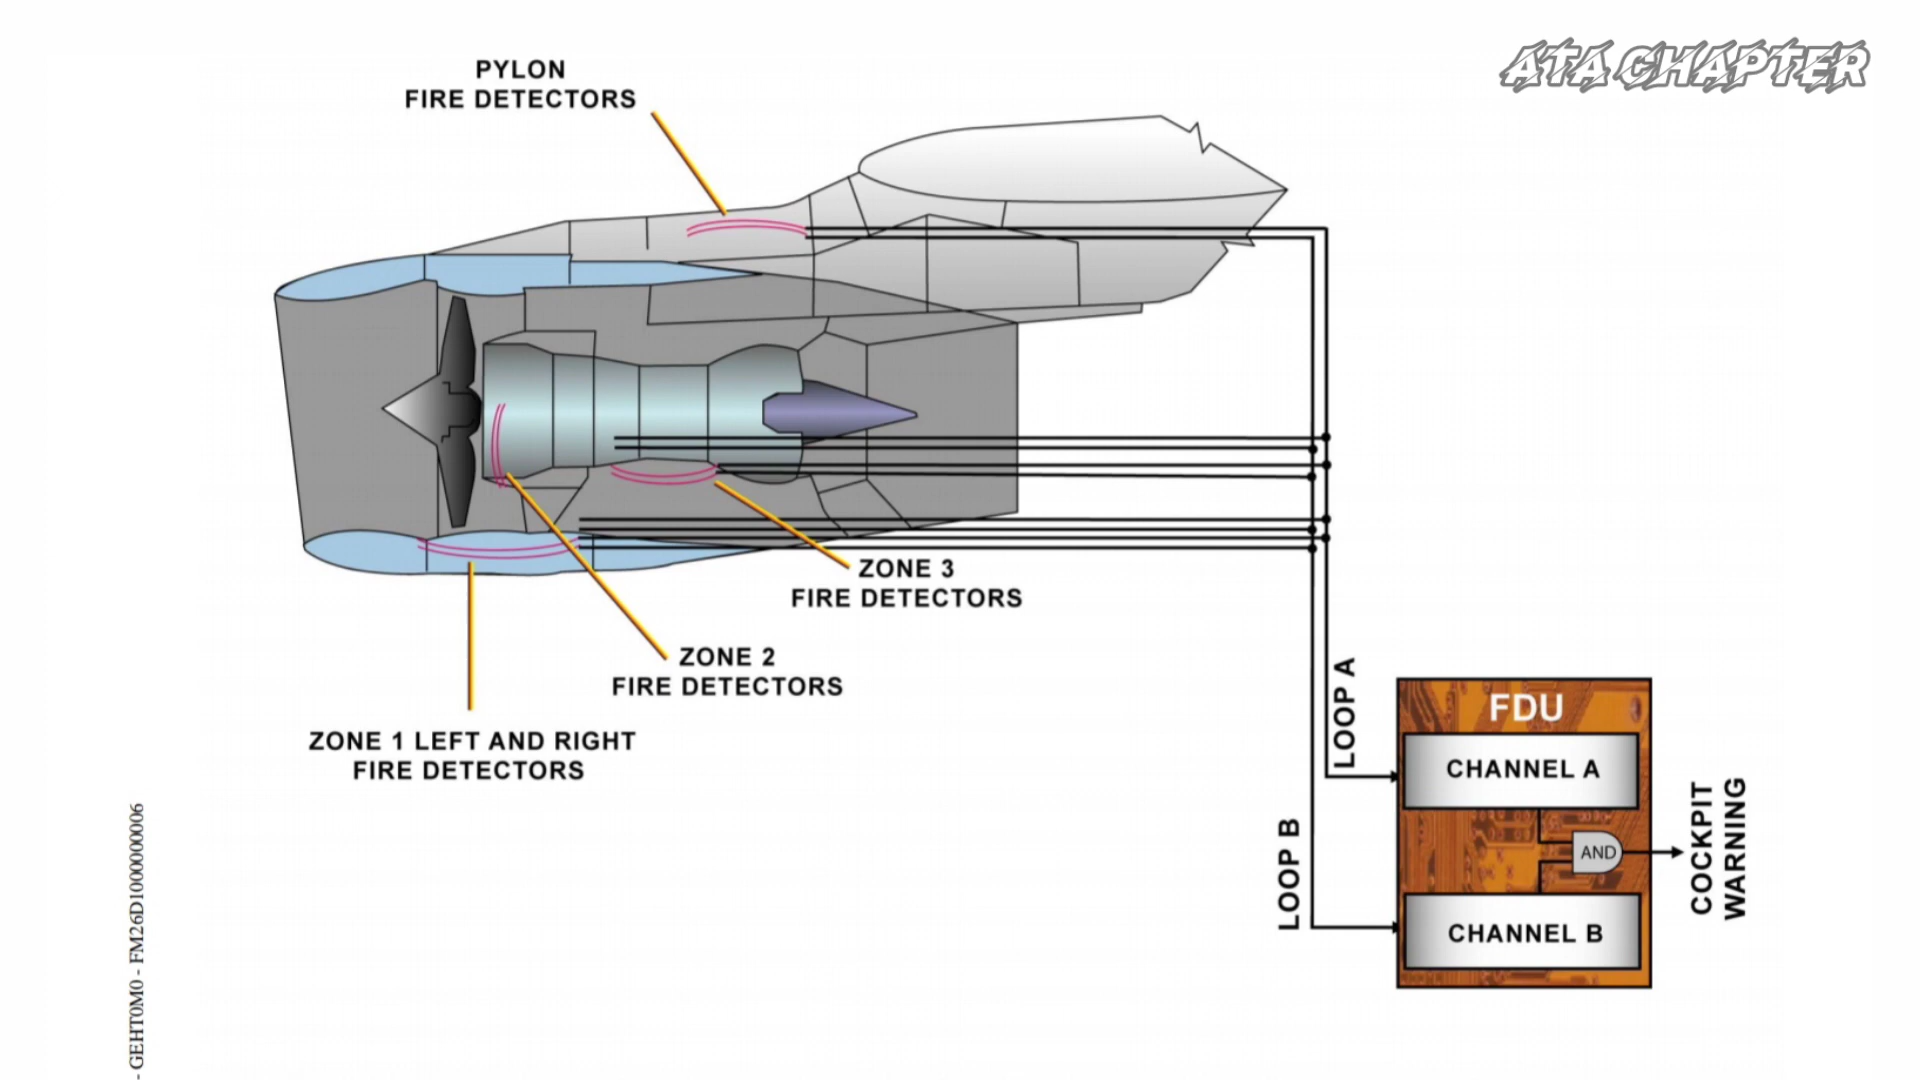 ATA CHAPTER
PYLON
FIRE DETECTORS
ZONE 3
FIRE DETECTORS
ZONE 2
FIRE DETECTORS
ZONE 1 LEFT AND RIGHT
FIRE DETECTORS
LOOP A
LOOP B
FDU
CHANNEL A
AND
CHANNEL B
COCKPIT
WARNING
- GEHT0M0 - FM26D1000000006